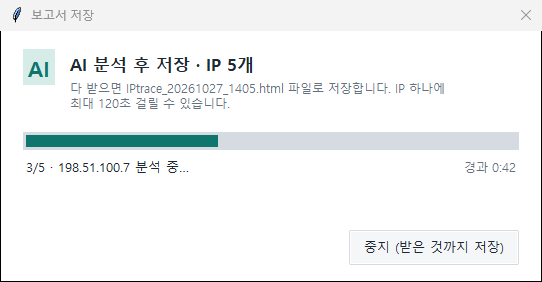 보고서 저장
AI
AI 분석 후 저장 · IP 5개
다 받으면 IPtrace_20261027_1405.html 파일로 저장합니다. IP 하나에
최대 120초 걸릴 수 있습니다.
3/5 · 198.51.100.7 분석 중...
경과 0:42
중지 (받은 것까지 저장)